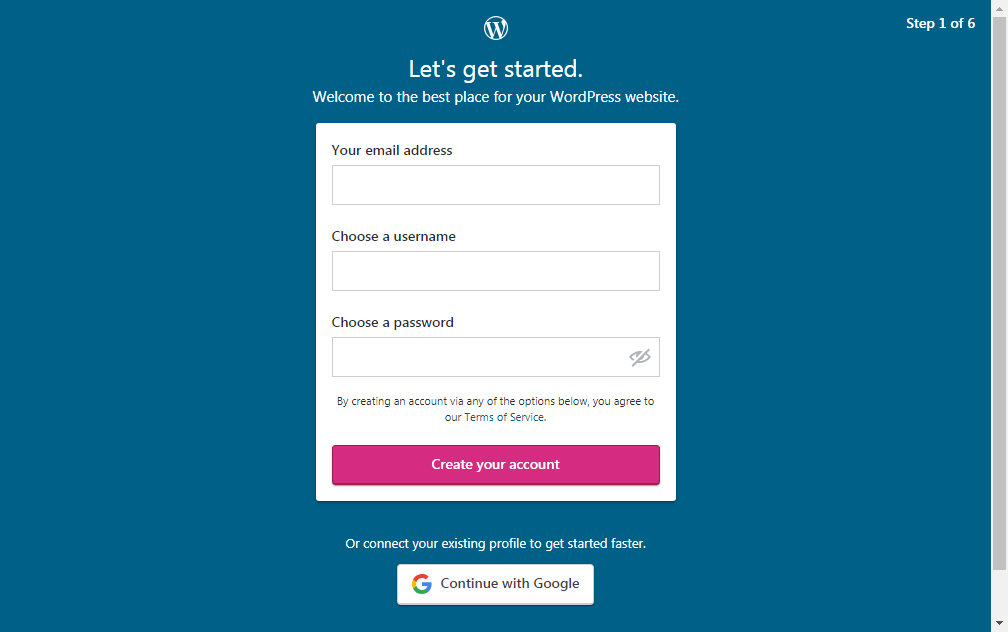 Step 1 of 6
Let's get started.
Welcome to the best place for your WordPress website.
Your email address
Choose a username
Choose a password
By creating an account via any of the options below, you agree to
our Terms of Service.
Create your account
Or connect your existing profile to get started faster.
Continue with Google